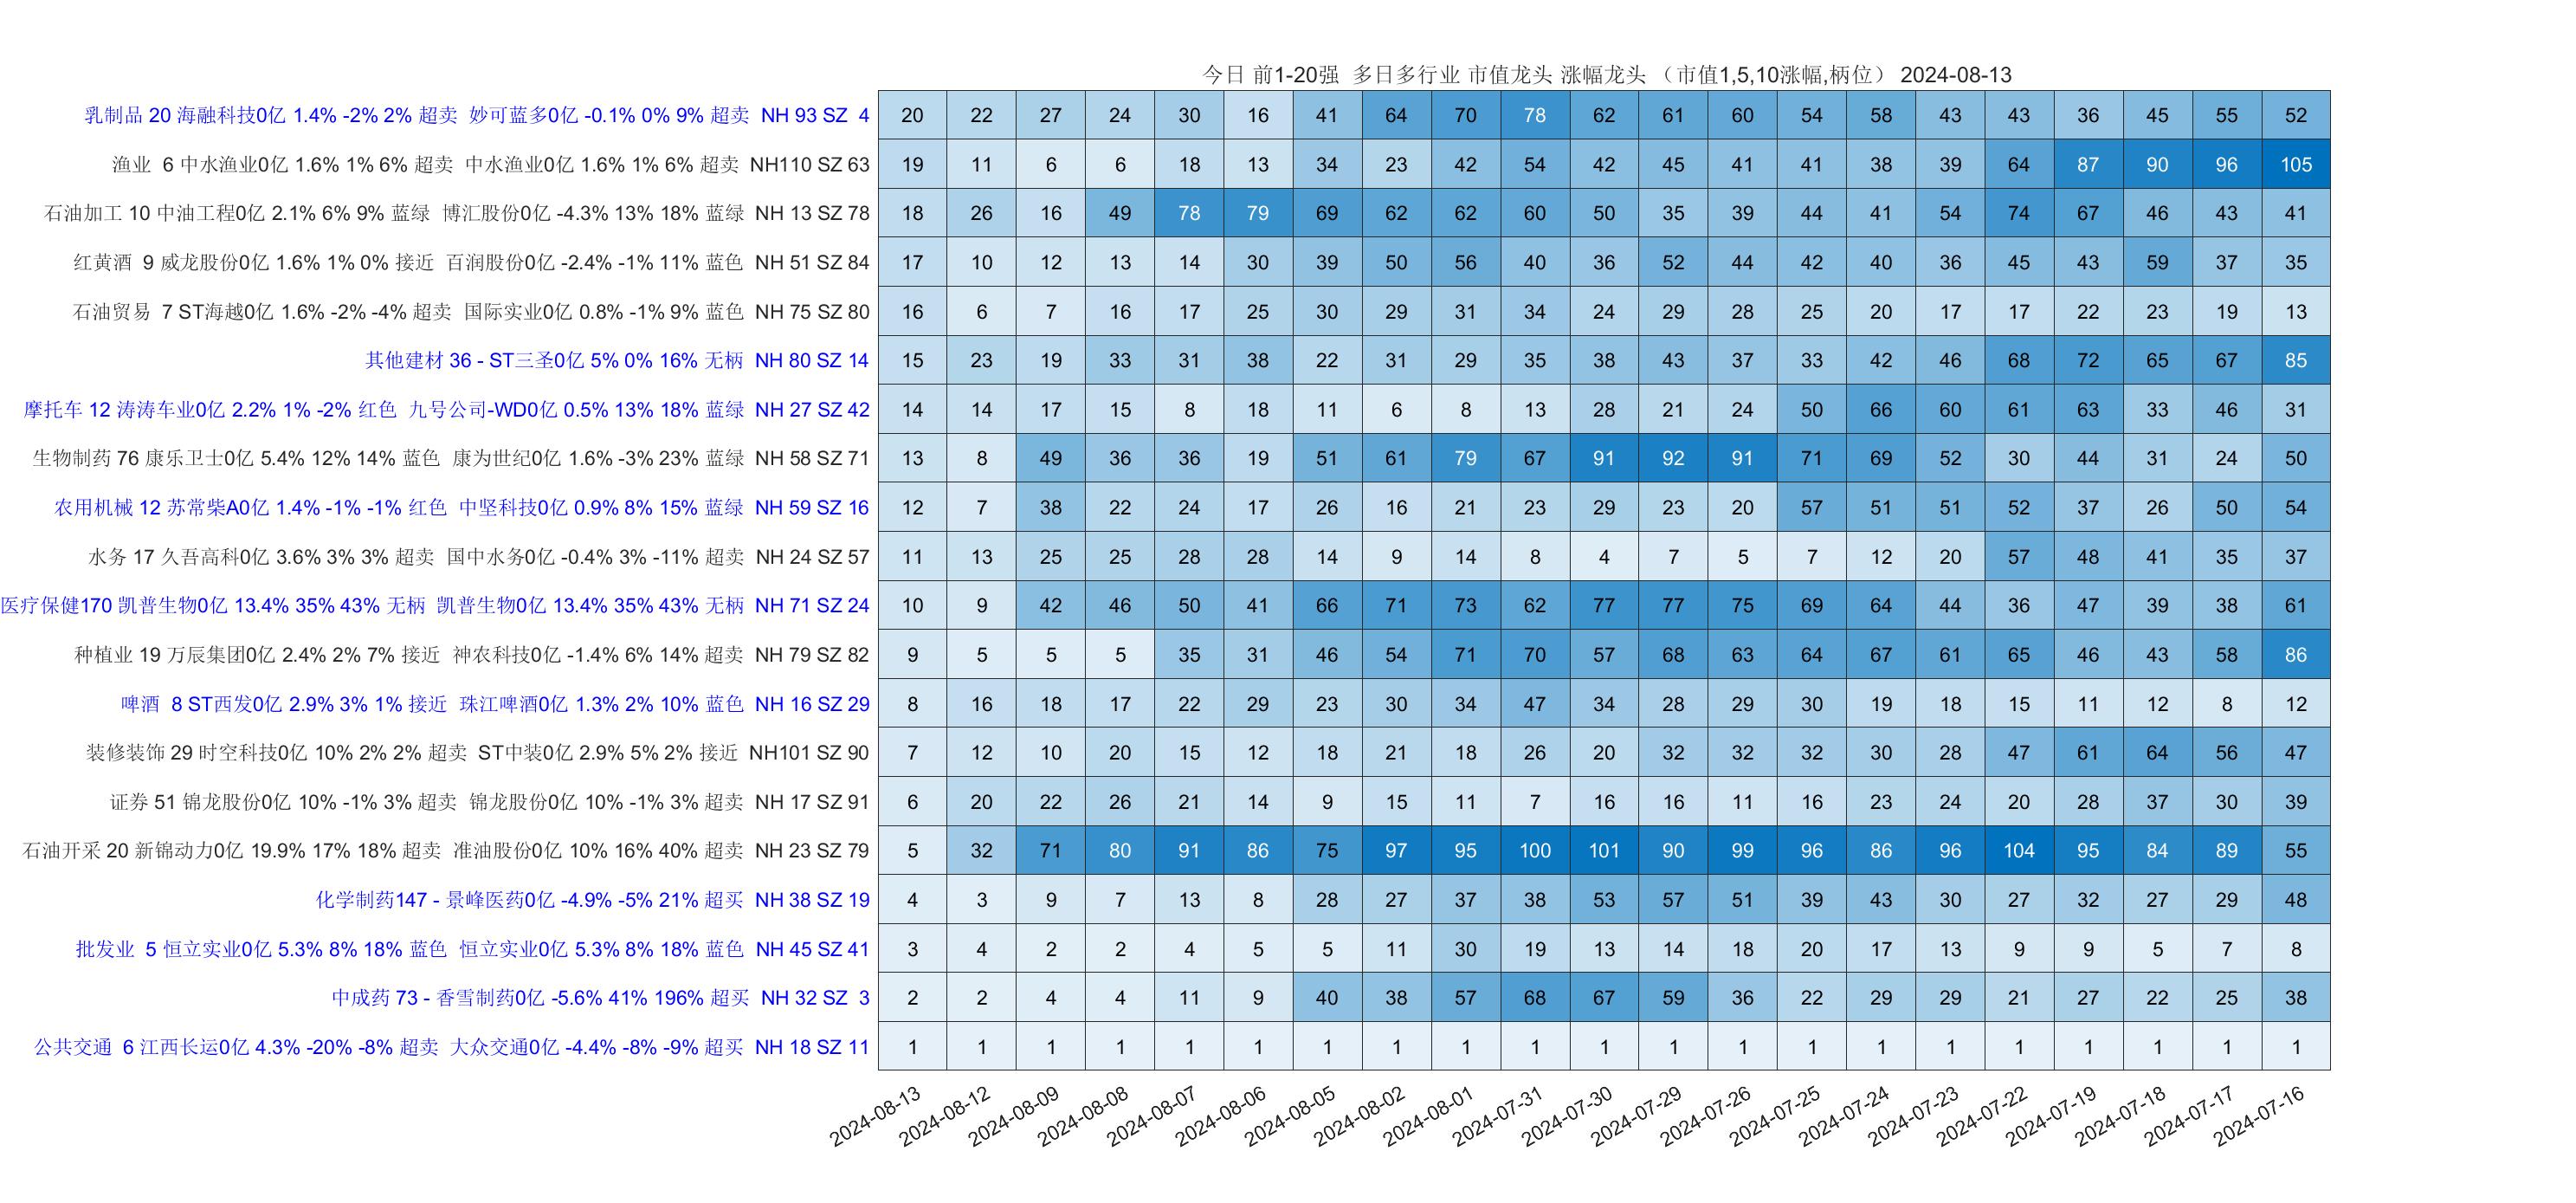 今日 前1-20强 多日多行业 市值龙头 涨幅龙头 （市值1,5,10涨幅,柄位） 2024-08-13
乳制品 20 海融科技0亿 1.4% -2% 2% 超卖 妙可蓝多0亿 -0.1% 0% 9% 超卖 NH 93 SZ 4 20 22 27 24 30 16 41 64 70 78 62 61 60 54 58 43 43 36 45 55 52
渔业 6 中水渔业0亿 1.6% 1% 6% 超卖 中水渔业0亿 1.6% 1% 6% 超卖 NH110 SZ 63 19 11 6 6 18 13 34 23 42 54 42 45 41 41 38 39 64 87 90 96 105
石油加工 10 中油工程0亿 2.1% 6% 9% 蓝绿 博汇股份0亿 -4.3% 13% 18% 蓝绿 NH 13 SZ 78 18 26 16 49 78 79 69 62 62 60 50 35 39 44 41 54 74 67 46 43 41
红黄酒 9 威龙股份0亿 1.6% 1% 0% 接近 百润股份0亿 -2.4% -1% 11% 蓝色 NH 51 SZ 84 17 10 12 13 14 30 39 50 56 40 36 52 44 42 40 36 45 43 59 37 35
石油贸易 7 ST海越0亿 1.6% -2% -4% 超卖 国际实业0亿 0.8% -1% 9% 蓝色 NH 75 SZ 80 16 6 7 16 17 25 30 29 31 34 24 29 28 25 20 17 17 22 23 19 13
其他建材 36 - ST三圣0亿 5% 0% 16% 无柄 NH 80 SZ 14 15 23 19 33 31 38 22 31 29 35 38 43 37 33 42 46 68 72 65 67 85
摩托车 12 涛涛车业0亿 2.2% 1% -2% 红色 九号公司-WD0亿 0.5% 13% 18% 蓝绿 NH 27 SZ 42 14 14 17 15 8 18 11 6 8 13 28 21 24 50 66 60 61 63 33 46 31
生物制药 76 康乐卫士0亿 5.4% 12% 14% 蓝色 康为世纪0亿 1.6% -3% 23% 蓝绿 NH 58 SZ 71 13 8 49 36 36 19 51 61 79 67 91 92 91 71 69 52 30 44 31 24 50
农用机械 12 苏常柴A0亿 1.4% -1% -1% 红色 中坚科技0亿 0.9% 8% 15% 蓝绿 NH 59 SZ 16 12 7 38 22 24 17 26 16 21 23 29 23 20 57 51 51 52 37 26 50 54
水务 17 久吾高科0亿 3.6% 3% 3% 超卖 国中水务0亿 -0.4% 3% -11% 超卖 NH 24 SZ 57 11 13 25 25 28 28 14 9 14 8 4 7 5 7 12 20 57 48 41 35 37
医疗保健170 凯普生物0亿 13.4% 35% 43% 无柄 凯普生物0亿 13.4% 35% 43% 无柄 NH 71 SZ 24 10 9 42 46 50 41 66 71 73 62 77 77 75 69 64 44 36 47 39 38 61
种植业 19 万辰集团0亿 2.4% 2% 7% 接近 神农科技0亿 -1.4% 6% 14% 超卖 NH 79 SZ 82 9 5 5 5 35 31 46 54 71 70 57 68 63 64 67 61 65 46 43 58 86
啤酒 8 ST西发0亿 2.9% 3% 1% 接近 珠江啤酒0亿 1.3% 2% 10% 蓝色 NH 16 SZ 29 8 16 18 17 22 29 23 30 34 47 34 28 29 30 19 18 15 11 12 8 12
装修装饰 29 时空科技0亿 10% 2% 2% 超卖 ST中装0亿 2.9% 5% 2% 接近 NH101 SZ 90 7 12 10 20 15 12 18 21 18 26 20 32 32 32 30 28 47 61 64 56 47
证券 51 锦龙股份0亿 10% -1% 3% 超卖 锦龙股份0亿 10% -1% 3% 超卖 NH 17 SZ 91 6 20 22 26 21 14 9 15 11 7 16 16 11 16 23 24 20 28 37 30 39
石油开采 20 新锦动力0亿 19.9% 17% 18% 超卖 准油股份0亿 10% 16% 40% 超卖 NH 23 SZ 79 5 32 71 80 91 86 75 97 95 100 101 90 99 96 86 96 104 95 84 89 55
化学制药147 - 景峰医药0亿 -4.9% -5% 21% 超买 NH 38 SZ 19 4 3 9 7 13 8 28 27 37 38 53 57 51 39 43 30 27 32 27 29 48
批发业 5 恒立实业0亿 5.3% 8% 18% 蓝色 恒立实业0亿 5.3% 8% 18% 蓝色 NH 45 SZ 41 3 4 2 2 4 5 5 11 30 19 13 14 18 20 17 13 9 9 5 7 8
中成药 73 - 香雪制药0亿 -5.6% 41% 196% 超买 NH 32 SZ 3 2 2 4 4 11 9 40 38 57 68 67 59 36 22 29 29 21 27 22 25 38
公共交通 6 江西长运0亿 4.3% -20% -8% 超卖 大众交通0亿 -4.4% -8% -9% 超买 NH 18 SZ 11 1 1 1 1 1 1 1 1 1 1 1 1 1 1 1 1 1 1 1 1 1
2024-08-13 2024-08-12 2024-08-09 2024-08-08 2024-08-07 2024-08-06 2024-08-05 2024-08-02 2024-08-01 2024-07-31 2024-07-30 2024-07-29 2024-07-26 2024-07-25 2024-07-24 2024-07-23 2024-07-22 2024-07-19 2024-07-18 2024-07-17 2024-07-16